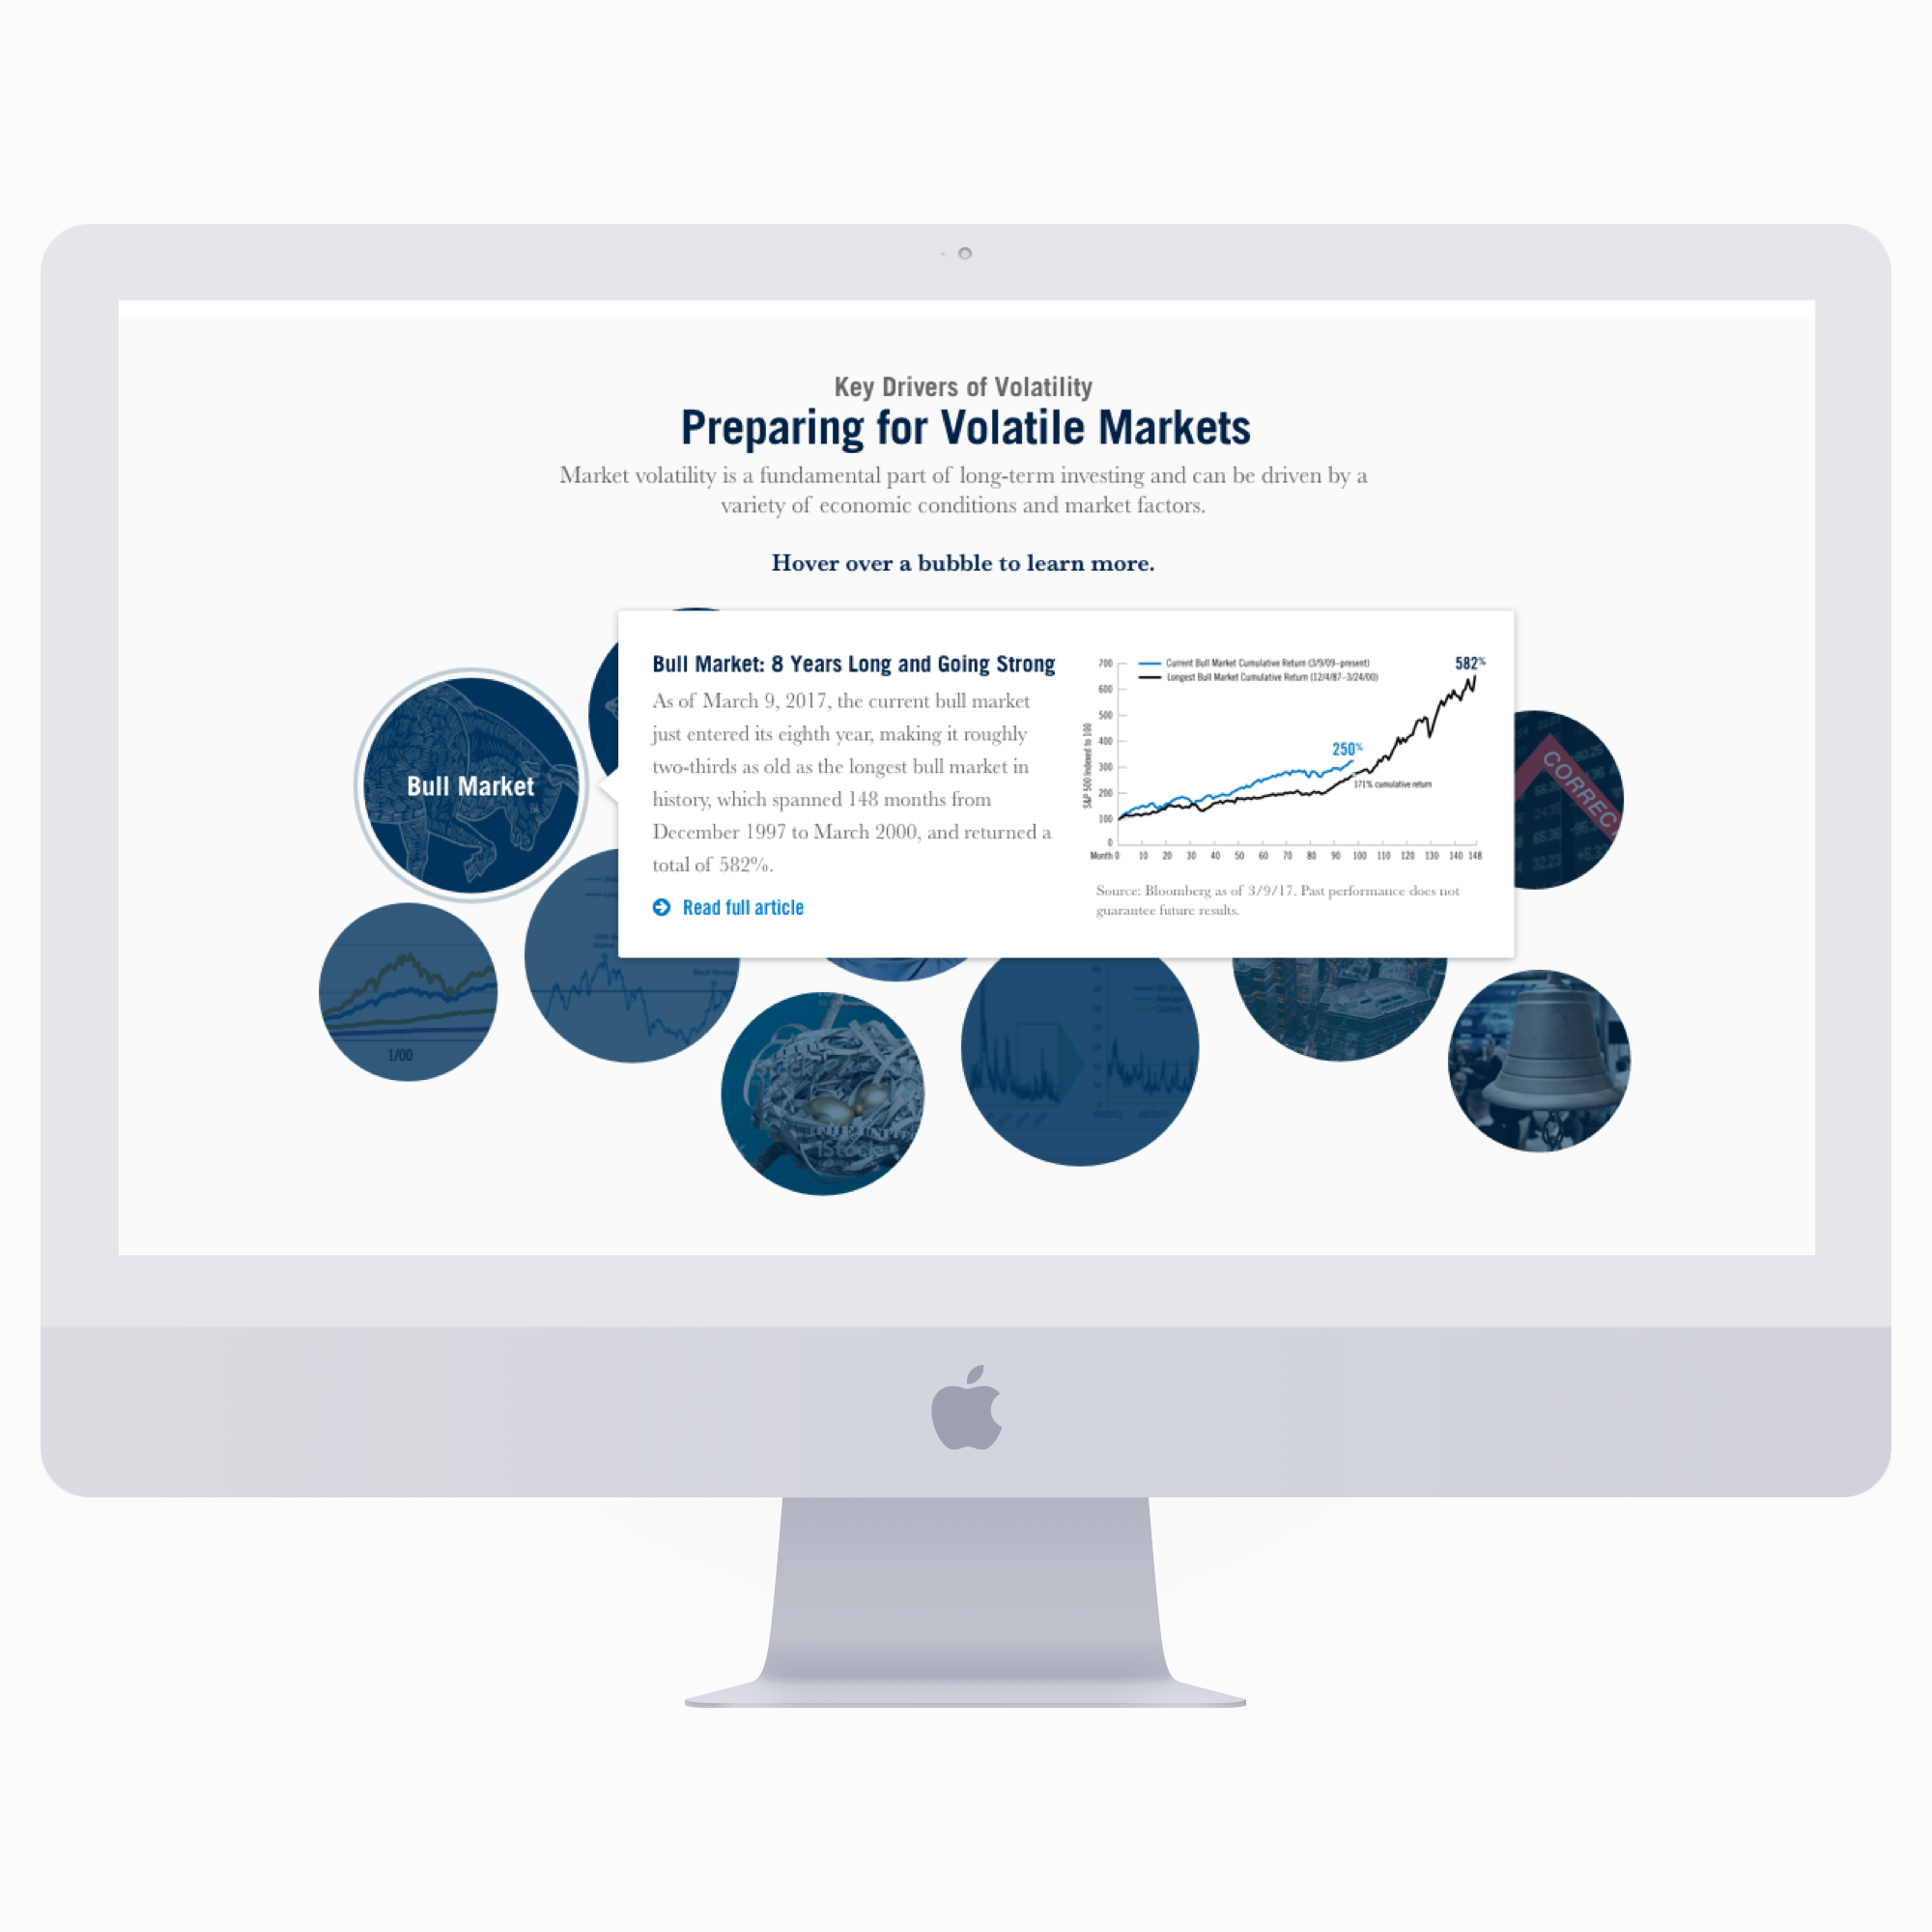 Key Drivers of Volatility
Preparing for Volatile Markets
Market volatility is a fundamental part of long-term investing and can be driven by a
variety of economic conditions and market factors.
Hover over a bubble to learn more.
Bull Market
Bull Market: 8 Years Long and Going Strong
As of March 9, 2017, the current bull market
just entered its eighth year, making it roughly
two-thirds as old as the longest bull market in
history, which spanned 148 months from
December 1997 to March 2000, and returned a
total of 582%.
Read full article
Current Bull Market Cumulative Return (3/9/09–present)
Longest Bull Market Cumulative Return (12/4/87–3/24/00)
582%
250%
171% cumulative return
S&P 500 Indexed to 100
700
600
500
400
300
200
100
0
Month 0 10 20 30 40 50 60 70 80 90 100 110 120 130 140 148
Source: Bloomberg as of 3/9/17. Past performance does not
guarantee future results.
CORREC
65.36
32.23
1/00
iStock